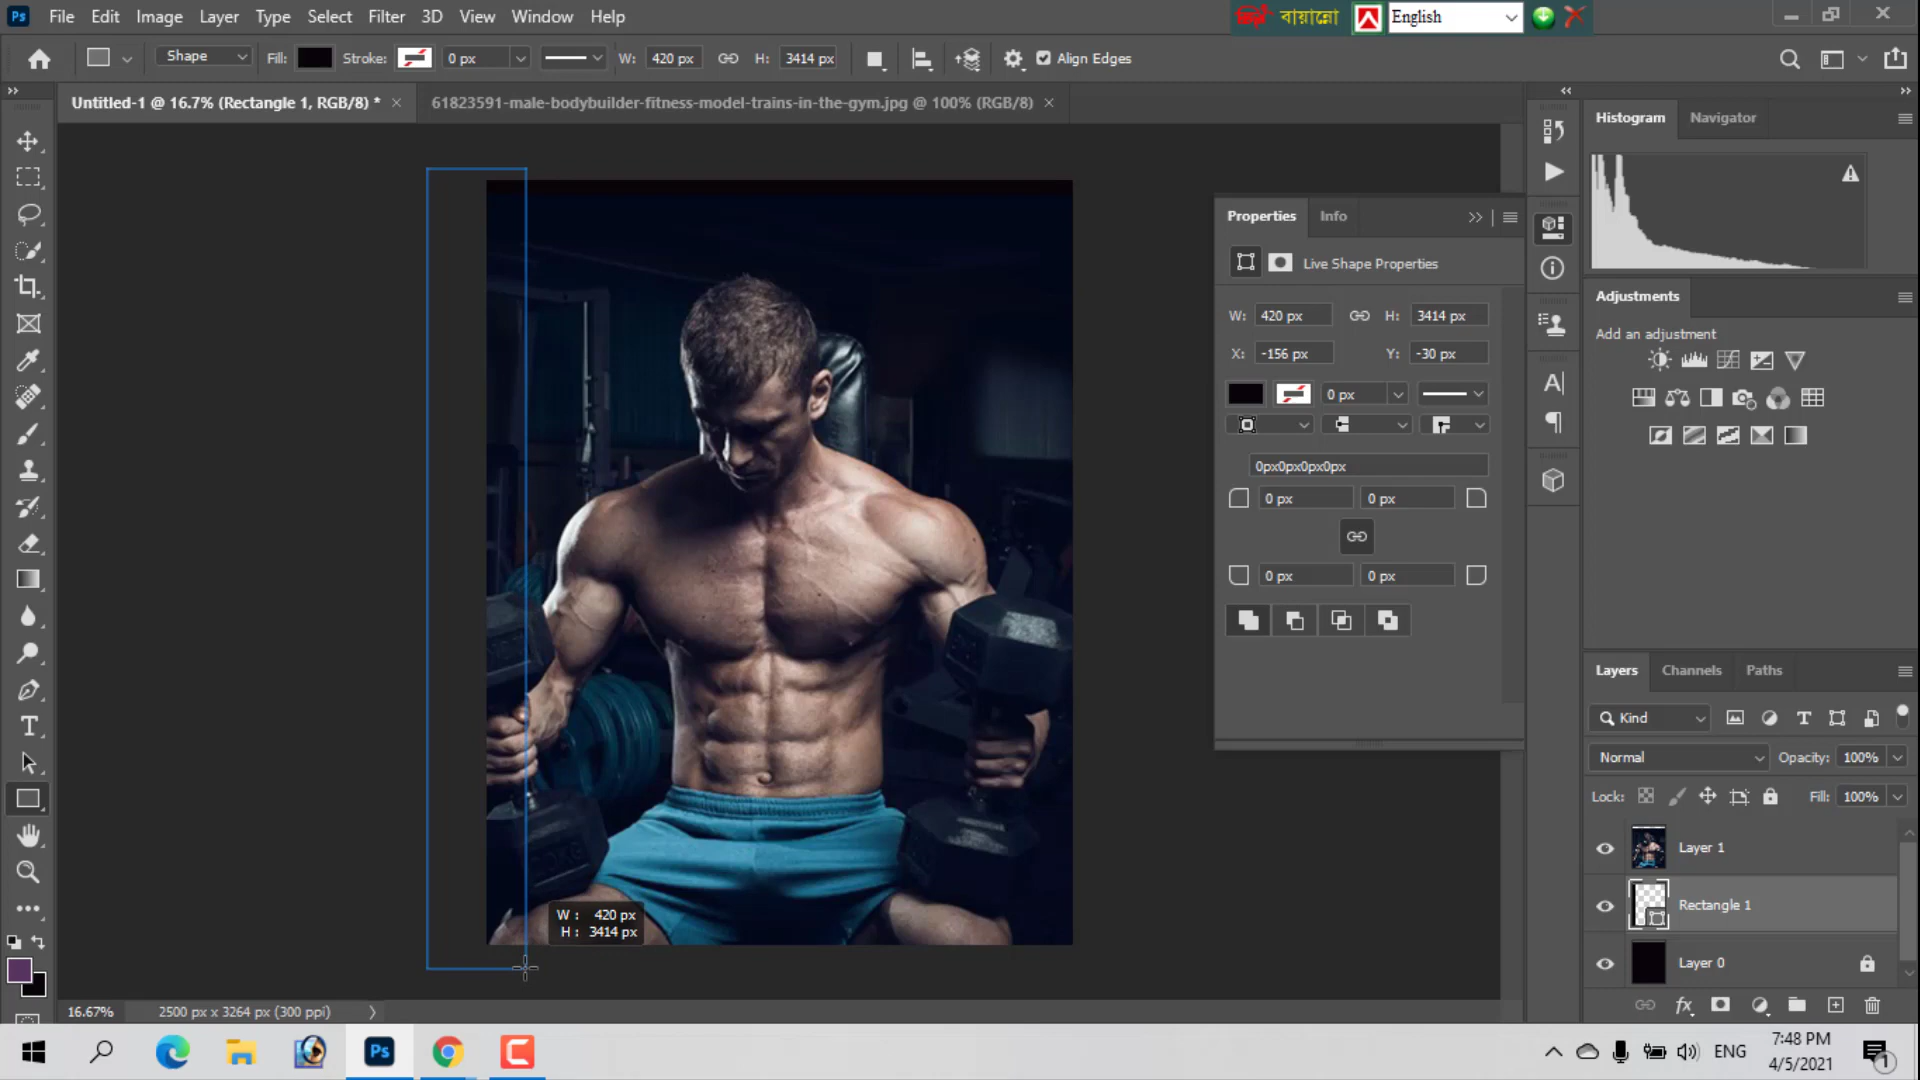 Ps File Edit Image Layer Type Select Filter 3D View Window Help
বায়ান্নো English
Shape Fill: Stroke: 0 px W: 420 px H: 3414 px Align Edges
Untitled-1 @ 16.7% (Rectangle 1, RGB/8) * × 61823591-male-bodybuilder-fitness-model-trains-in-the-gym.jpg @ 100% (RGB/8) ×
Histogram Navigator
Properties Info
Live Shape Properties
W: 420 px H: 3414 px
X: -156 px Y: -30 px
0 px
0px0px0px0px
0 px 0 px
0 px 0 px
Adjustments
Add an adjustment
Layers Channels Paths
Kind
Normal Opacity: 100%
Lock: Fill: 100%
Layer 1
Rectangle 1
Layer 0
W : 420 px
H : 3414 px
16.67% 2500 px x 3264 px (300 ppi)
Ps ENG 7:48 PM
4/5/2021
1